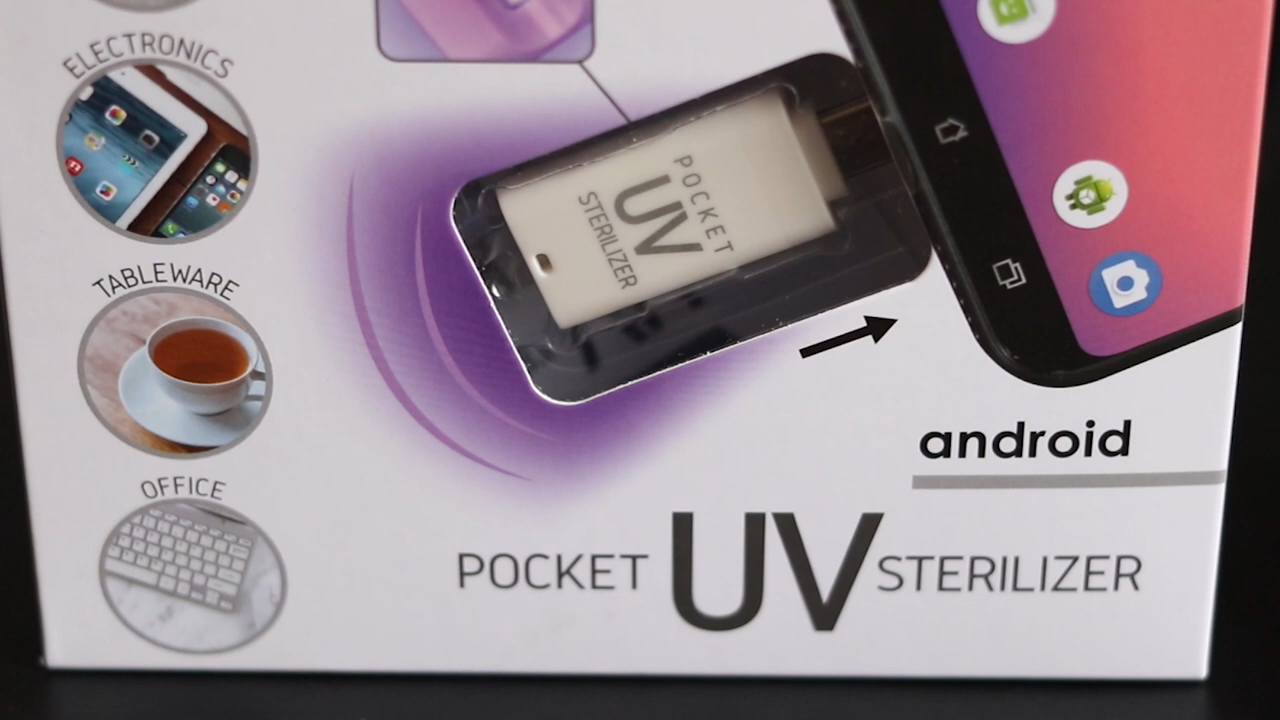 ELECTRONICS
TABLEWARE
OFFICE
POCKET
UV
STERILIZER
android
POCKET UV STERILIZER